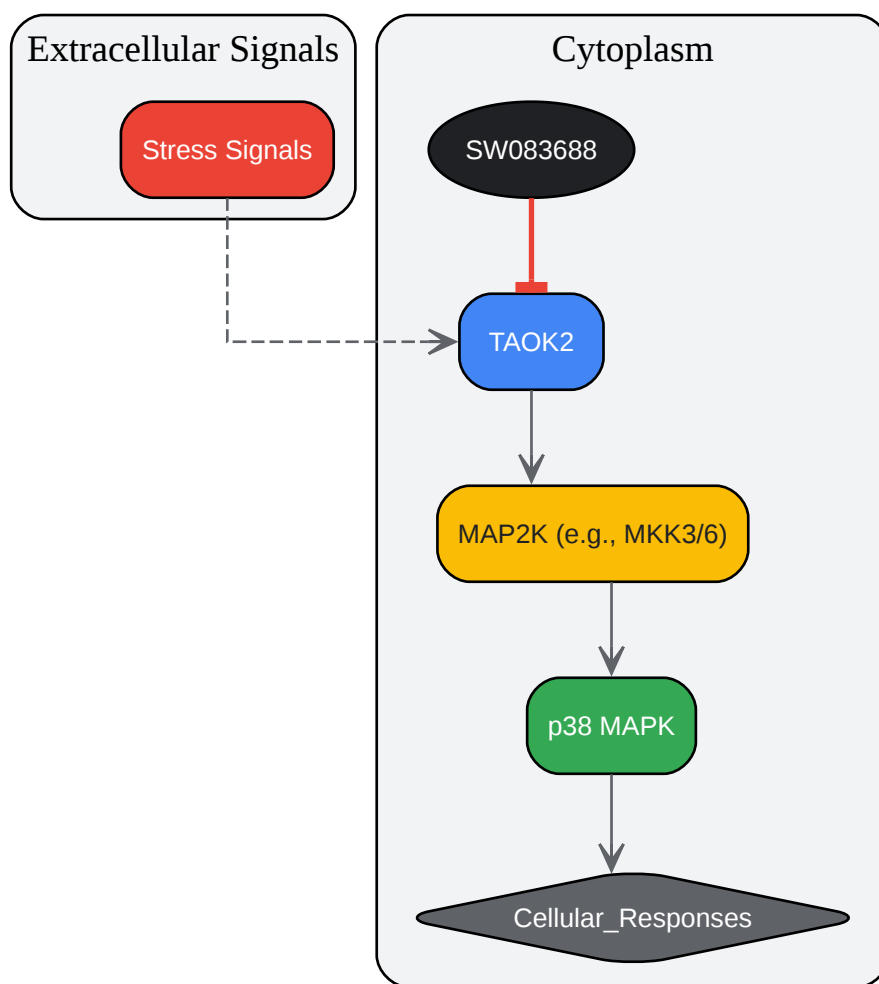 Extracellular Signals
Stress Signals
Cytoplasm
SW083688
TAOK2
MAP2K (e.g., MKK3/6)
p38 MAPK
Cellular_Responses